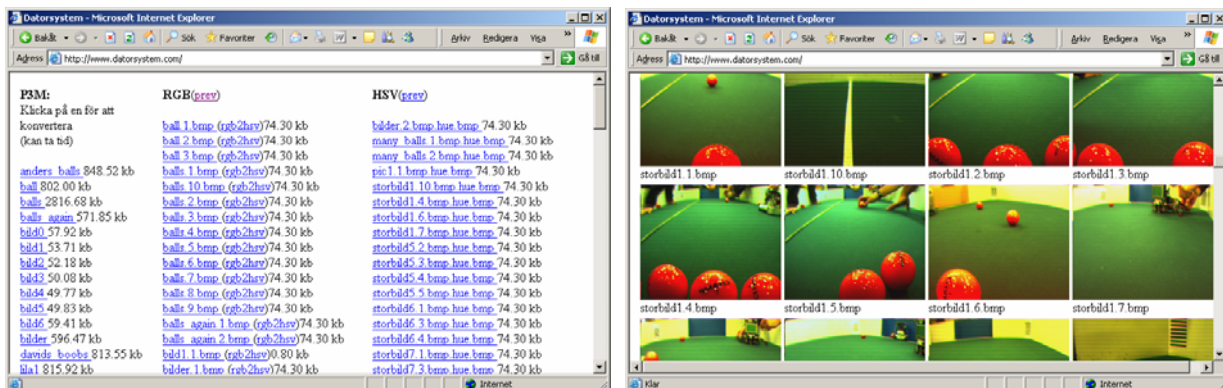 Datorsystem - Microsoft Internet Explorer
Bakåt Sök Favoriter Arkiv Redigera Visa »
Adress http://www.datorsystem.com/ Gå till
P3M:
Klicka på en för att
konvertera
(kan ta tid)
anders_balls 848.52 kb
ball 802.00 kb
balls 2816.68 kb
balls_again 571.85 kb
bild0 57.92 kb
bild1 53.71 kb
bild2 52.18 kb
bild3 50.08 kb
bild4 49.77 kb
bild5 49.83 kb
bild6 59.41 kb
bilder 596.47 kb
davids_boobs 813.55 kb
lila1 815.92 kb
RGB(prev)
ball.1.bmp (rgb2hsv)74.30 kb
ball.2.bmp (rgb2hsv)74.30 kb
ball.3.bmp (rgb2hsv)74.30 kb
balls.1.bmp (rgb2hsv)74.30 kb
balls.10.bmp (rgb2hsv)74.30 kb
balls.2.bmp (rgb2hsv)74.30 kb
balls.3.bmp (rgb2hsv)74.30 kb
balls.4.bmp (rgb2hsv)74.30 kb
balls.5.bmp (rgb2hsv)74.30 kb
balls.6.bmp (rgb2hsv)74.30 kb
balls.7.bmp (rgb2hsv)74.30 kb
balls.8.bmp (rgb2hsv)74.30 kb
balls.9.bmp (rgb2hsv)74.30 kb
balls_again.1.bmp (rgb2hsv)74.30 kb
balls_again.2.bmp (rgb2hsv)74.30 kb
bild1.1.bmp (rgb2hsv)0.80 kb
bilder.1.bmp (rgb2hsv)74.30 kb
HSV(prev)
bilder.2.bmp.hue.bmp 74.30 kb
many_balls.1.bmp.hue.bmp 74.30 kb
many_balls.2.bmp.hue.bmp 74.30 kb
pic1.1.bmp.hue.bmp 74.30 kb
storbild1.10.bmp.hue.bmp 74.30 kb
storbild1.4.bmp.hue.bmp 74.30 kb
storbild1.6.bmp.hue.bmp 74.30 kb
storbild1.7.bmp.hue.bmp 74.30 kb
storbild5.2.bmp.hue.bmp 74.30 kb
storbild5.3.bmp.hue.bmp 74.30 kb
storbild5.4.bmp.hue.bmp 74.30 kb
storbild5.5.bmp.hue.bmp 74.30 kb
storbild6.1.bmp.hue.bmp 74.30 kb
storbild6.3.bmp.hue.bmp 74.30 kb
storbild6.4.bmp.hue.bmp 74.30 kb
storbild7.1.bmp.hue.bmp 74.30 kb
storbild7.3.bmp.hue.bmp 74.30 kb
Internet
Datorsystem - Microsoft Internet Explorer
Bakåt Sök Favoriter Arkiv Redigera Visa »
Adress http://www.datorsystem.com/ Gå till
storbild1.1.bmp storbild1.10.bmp storbild1.2.bmp storbild1.3.bmp
storbild1.4.bmp storbild1.5.bmp storbild1.6.bmp storbild1.7.bmp
Klar Internet